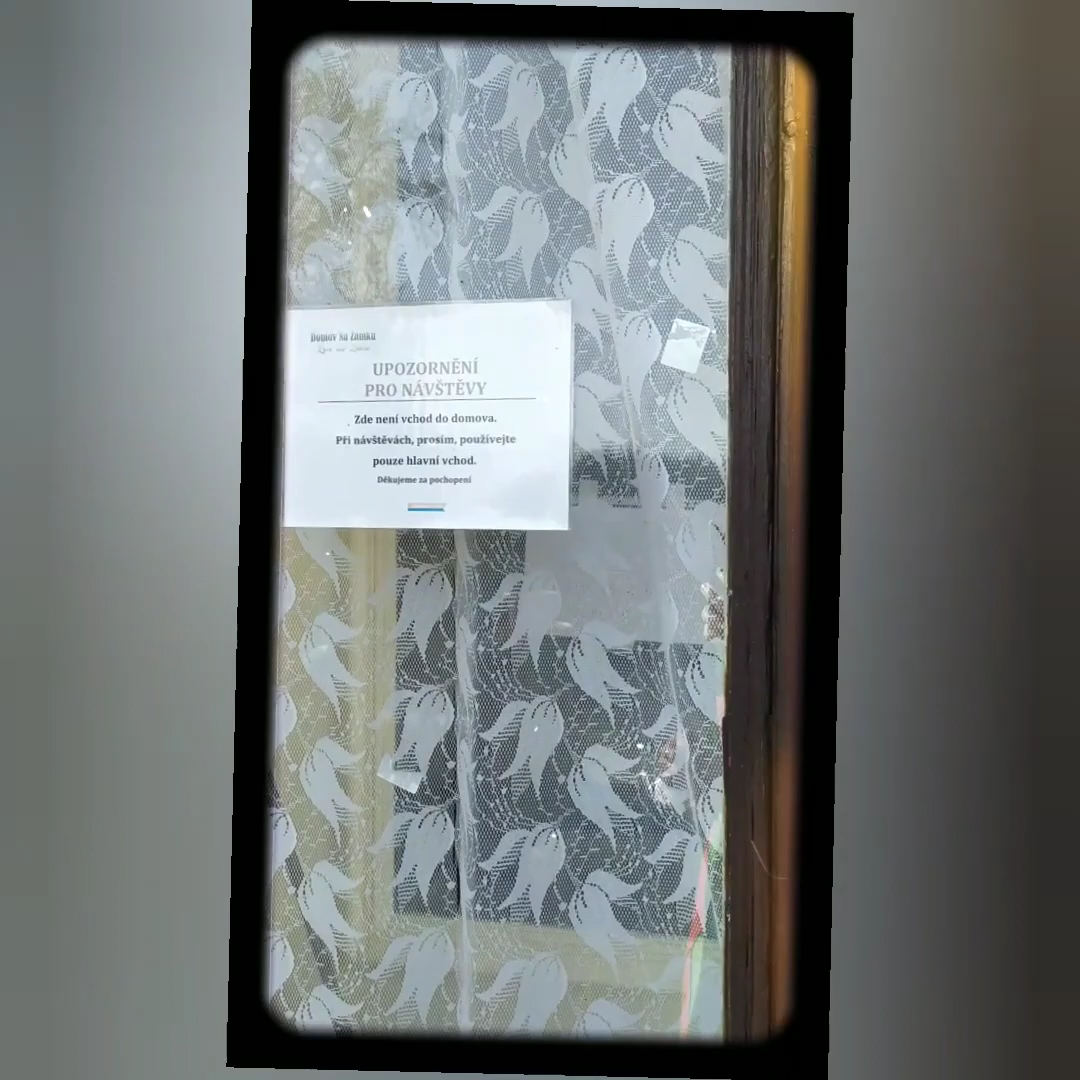 Domov Na Zámku
UPOZORNĚNÍ
PRO NÁVŠTĚVY
Zde není vchod do domova.
Při návštěvách, prosím, používejte
pouze hlavní vchod.
Děkujeme za pochopení